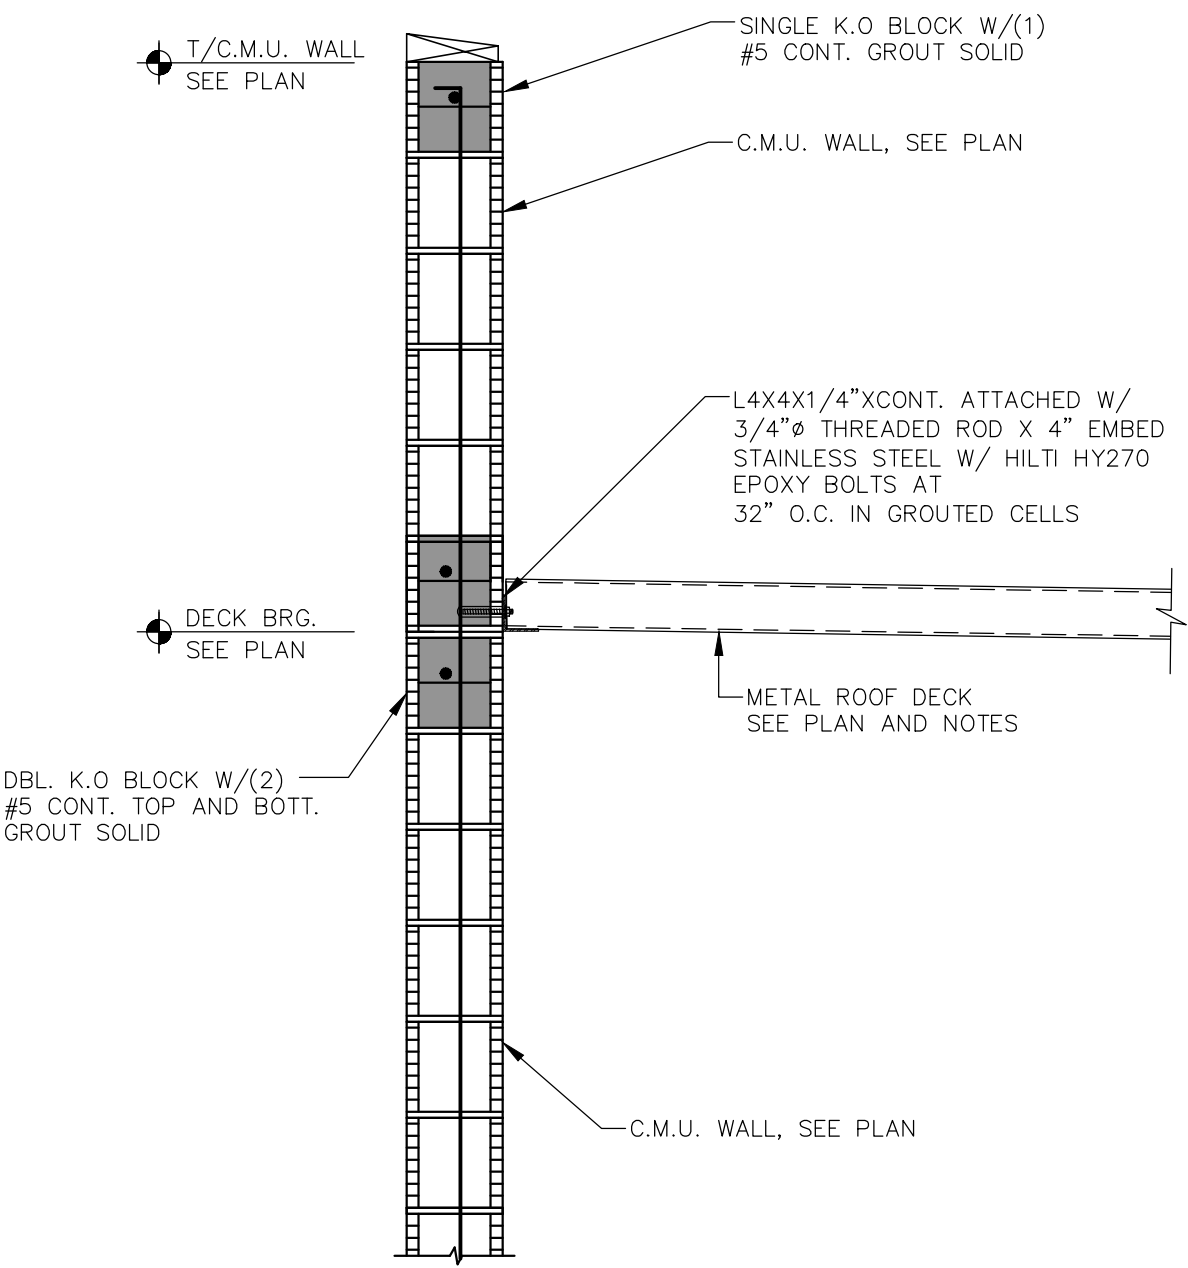 SINGLE K.O BLOCK W/(1)
#5 CONT. GROUT SOLID
T/C.M.U. WALL
SEE PLAN
C.M.U. WALL, SEE PLAN
L4X4X1/4”XCONT. ATTACHED W/
3/4”ø THREADED ROD X 4” EMBED
STAINLESS STEEL W/ HILTI HY270
EPOXY BOLTS AT
32” O.C. IN GROUTED CELLS
DECK BRG.
SEE PLAN
METAL ROOF DECK
SEE PLAN AND NOTES
DBL. K.O BLOCK W/(2)
#5 CONT. TOP AND BOTT.
GROUT SOLID
C.M.U. WALL, SEE PLAN